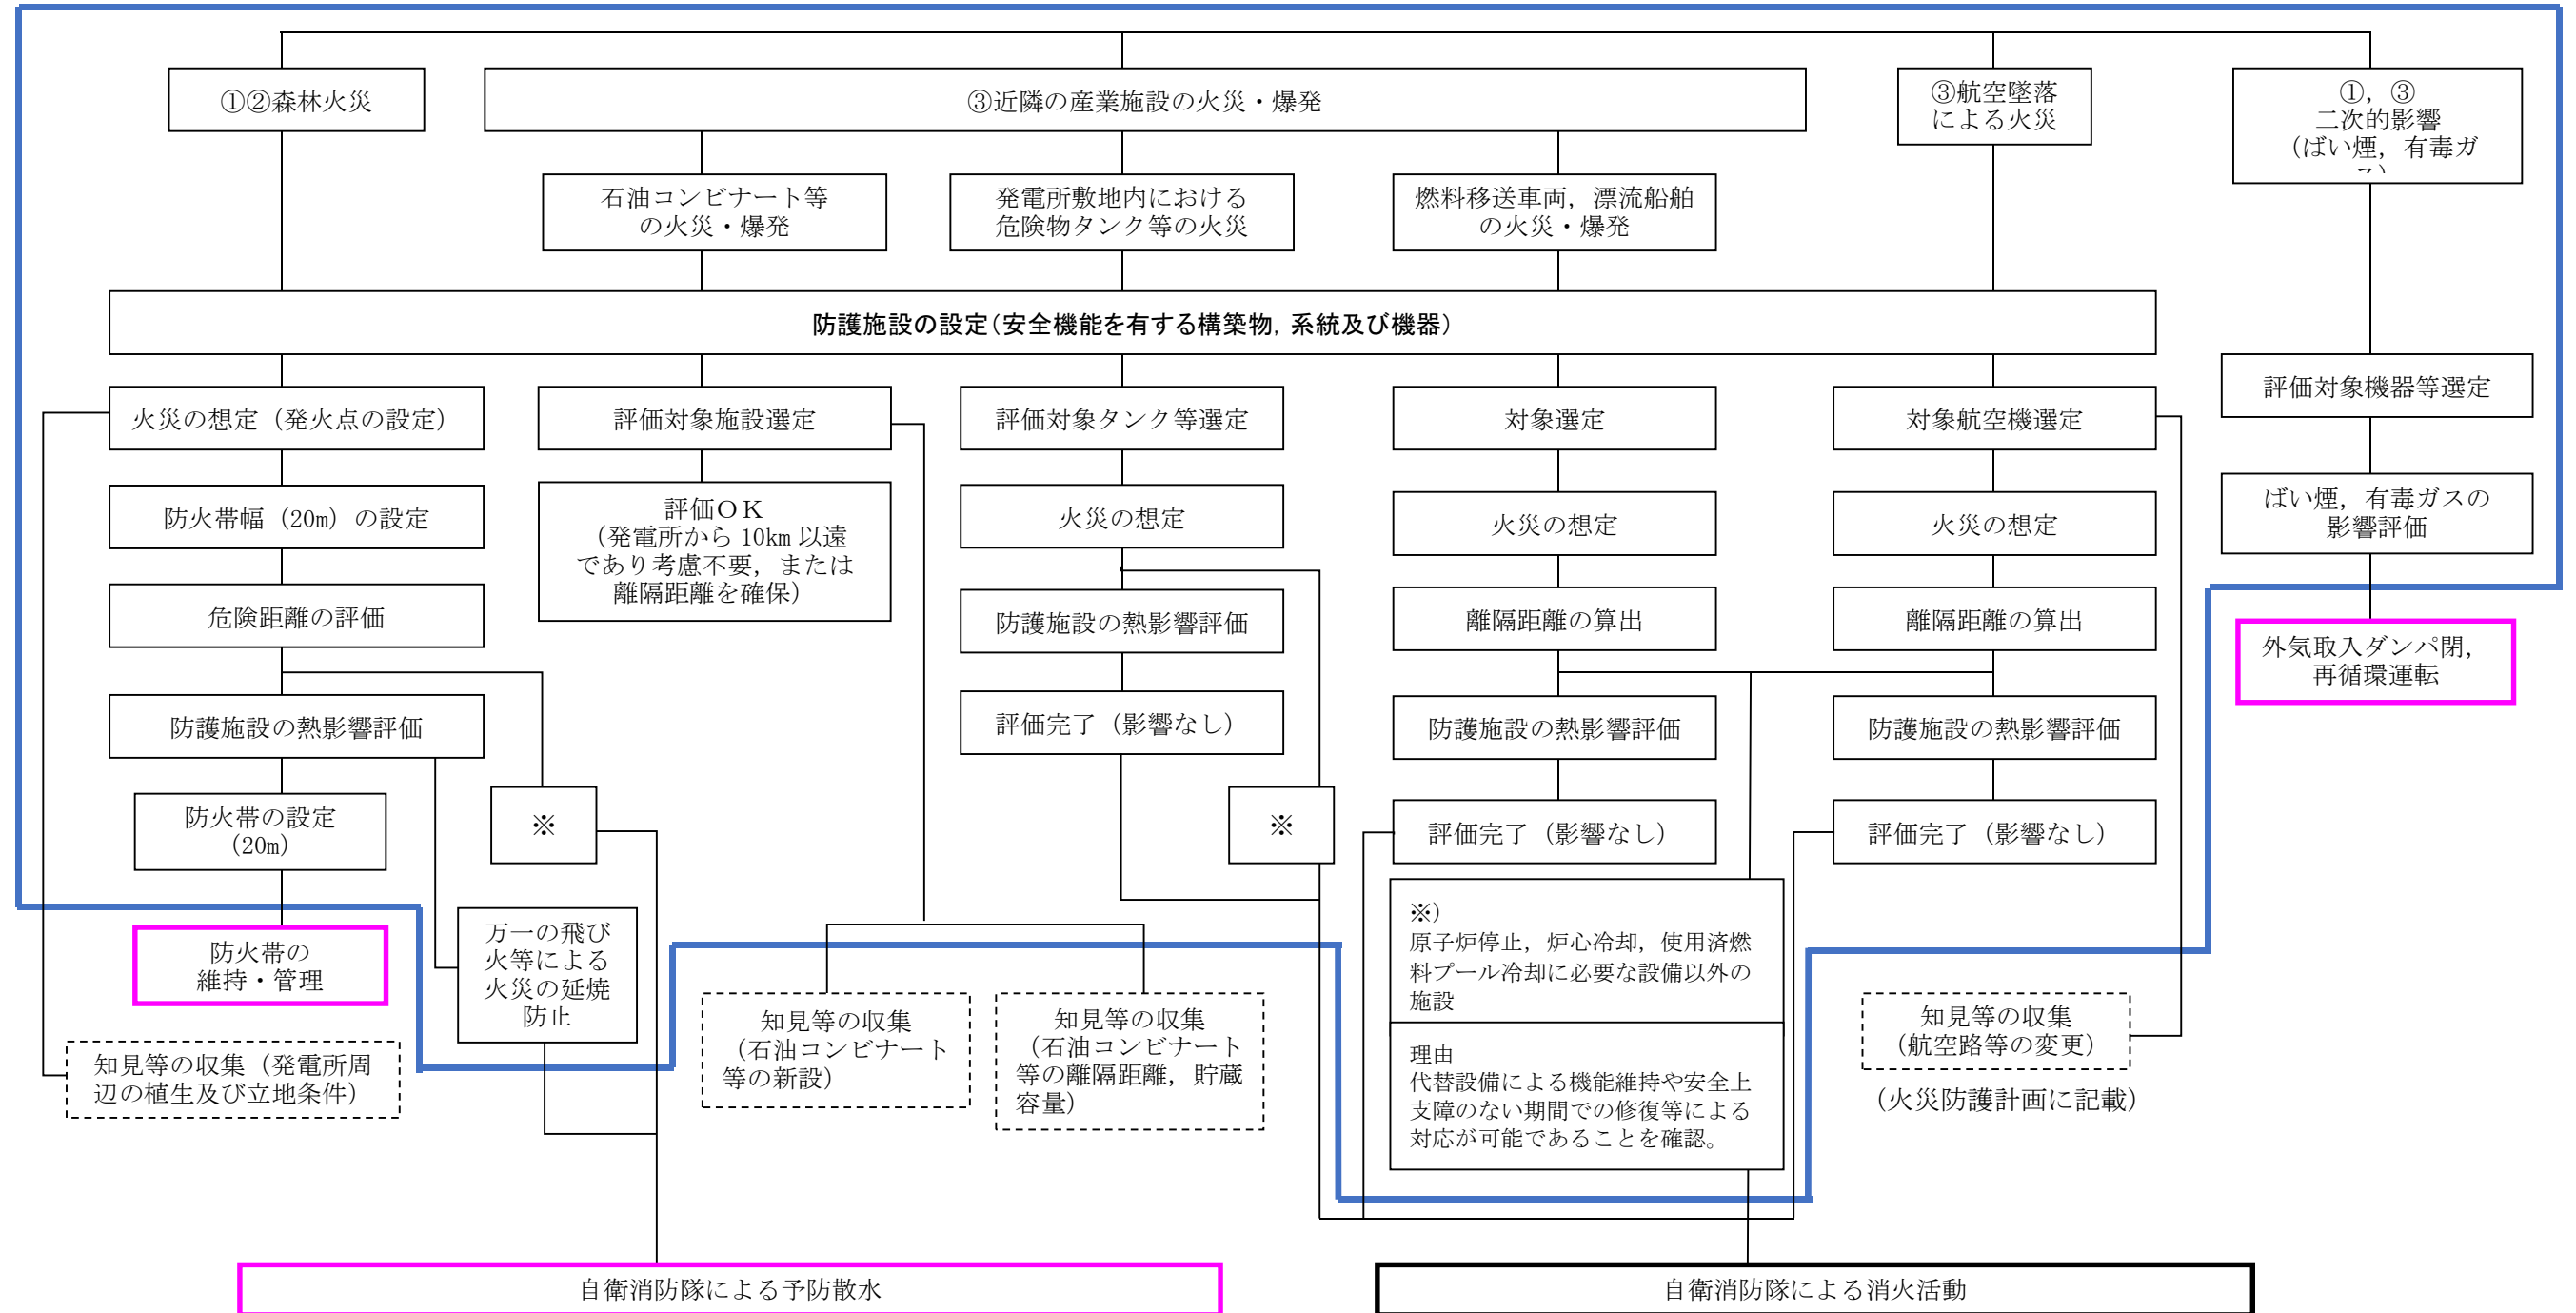 ①②森林火災
③近隣の産業施設の火災・爆発
③航空墜落
による火災
①,③
二次的影響
(ばい煙,有毒ガ
石油コンビナート等
の火災・爆発
発電所敷地内における
危険物タンク等の火災
燃料移送車両,漂流船舶
の火災・爆発
防護施設の設定(安全機能を有する構築物,系統及び機器)
火災の想定(発火点の設定)
評価対象施設選定
評価対象タンク等選定
対象選定
対象航空機選定
評価対象機器等選定
防火帯幅(20m)の設定
評価OK
(発電所から10km以遠
であり考慮不要,または
離隔距離を確保)
火災の想定
火災の想定
火災の想定
ばい煙,有毒ガスの
影響評価
危険距離の評価
防護施設の熱影響評価
離隔距離の算出
離隔距離の算出
外気取入ダンパ閉,
再循環運転
防護施設の熱影響評価
評価完了(影響なし)
防護施設の熱影響評価
防護施設の熱影響評価
防火帯の設定
(20m)
※
※
評価完了(影響なし)
評価完了(影響なし)
防火帯の
維持・管理
万一の飛び
火等による
火災の延焼
防止
※)
原子炉停止,炉心冷却,使用済燃
料プール冷却に必要な設備以外の
施設
理由
代替設備による機能維持や安全上
支障のない期間での修復等による
対応が可能であることを確認。
知見等の収集(発電所周
辺の植生及び立地条件)
知見等の収集
(石油コンビナート
等の新設)
知見等の収集
(石油コンビナート
等の離隔距離,貯蔵
容量)
知見等の収集
(航空路等の変更)
(火災防護計画に記載)
自衛消防隊による予防散水
自衛消防隊による消火活動